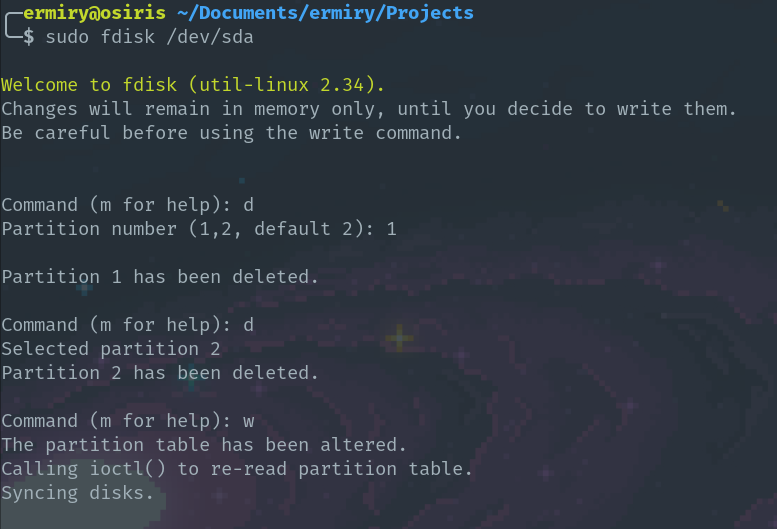 ermiry@osiris ~/Documents/ermiry/Projects
$ sudo fdisk /dev/sda
Welcome to fdisk (util-linux 2.34).
Changes will remain in memory only, until you decide to write them.
Be careful before using the write command.
Command (m for help): d
Partition number (1,2, default 2): 1
Partition 1 has been deleted.
Command (m for help): d
Selected partition 2
Partition 2 has been deleted.
Command (m for help): w
The partition table has been altered.
Calling ioctl() to re-read partition table.
Syncing disks.